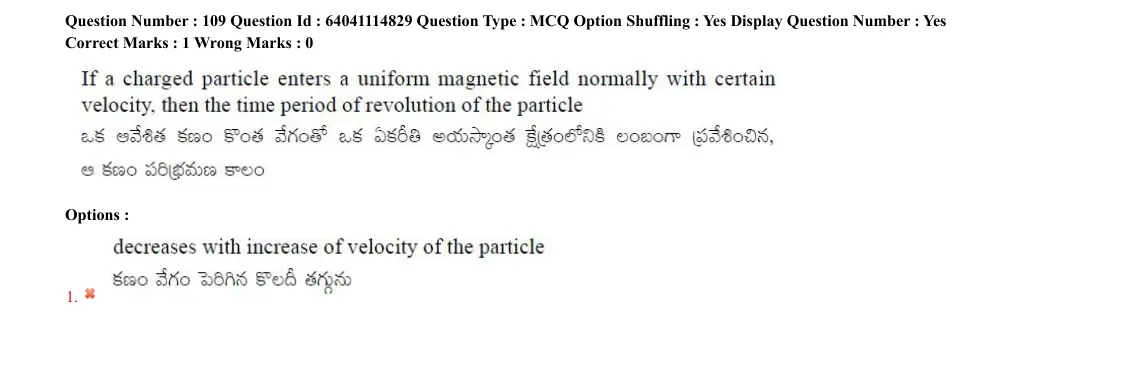 Question Number : 109 Question Id : 64041114829 Question Type : MCQ Option Shuffling : Yes Display Question Number : Yes
Correct Marks : 1 Wrong Marks : 0
If a charged particle enters a uniform magnetic field normally with certain
velocity, then the time period of revolution of the particle
ఒక ఆవేశిత కణం కొంత వేగంతో ఒక ఏకరీతి అయస్కాంత క్షేత్రంలోనికి లంబంగా ప్రవేశించిన,
ఆ కణం పరిభ్రమణ కాలం
Options :
decreases with increase of velocity of the particle
కణం వేగం పెరిగిన కొలదీ తగ్గును
1.